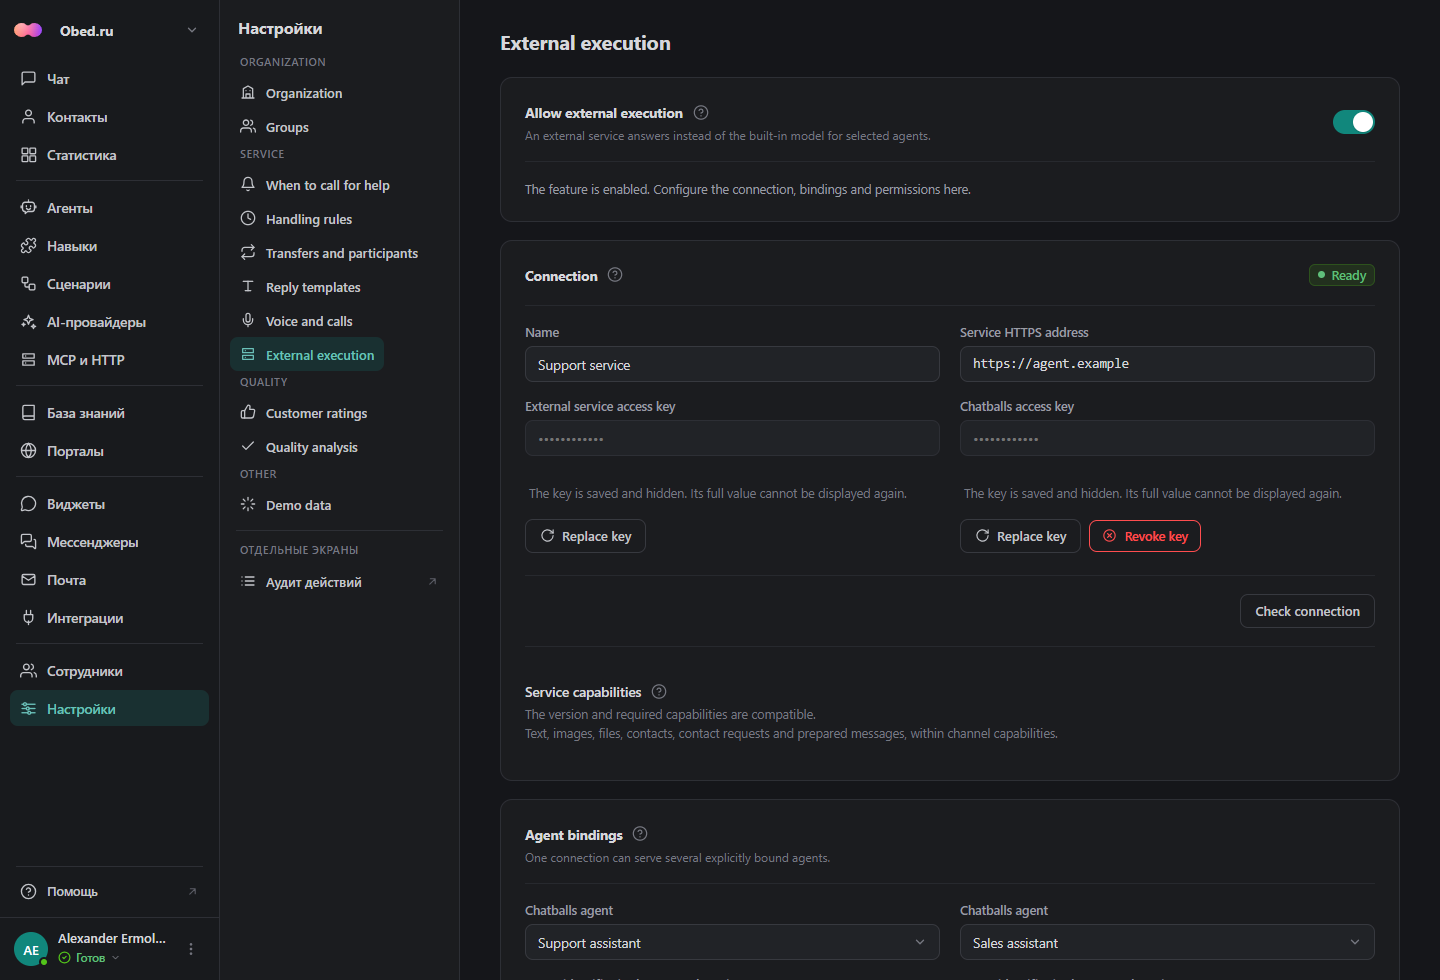 Obed.ru
Чат
Контакты
Статистика
Агенты
Навыки
Сценарии
AI-провайдеры
MCP и HTTP
База знаний
Порталы
Виджеты
Мессенджеры
Почта
Интеграции
Сотрудники
Настройки
Помощь
AE
Alexander Ermol...
Готов
Настройки
ORGANIZATION
Organization
Groups
SERVICE
When to call for help
Handling rules
Transfers and participants
Reply templates
Voice and calls
External execution
QUALITY
Customer ratings
Quality analysis
OTHER
Demo data
ОТДЕЛЬНЫЕ ЭКРАНЫ
Аудит действий
External execution
Allow external execution
An external service answers instead of the built-in model for selected agents.
The feature is enabled. Configure the connection, bindings and permissions here.
Connection
Ready
Name
Service HTTPS address
Support service
https://agent.example
External service access key
Chatballs access key
••••••••••••
••••••••••••
The key is saved and hidden. Its full value cannot be displayed again.
The key is saved and hidden. Its full value cannot be displayed again.
Replace key
Replace key
Revoke key
Check connection
Service capabilities
The version and required capabilities are compatible.
Text, images, files, contacts, contact requests and prepared messages, within channel capabilities.
Agent bindings
One connection can serve several explicitly bound agents.
Chatballs agent
Chatballs agent
Support assistant
Sales assistant